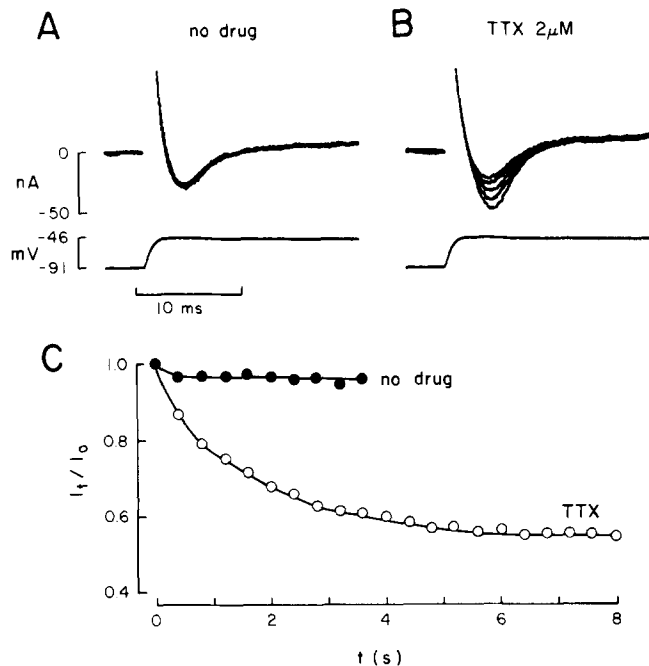 A no drug
B TTX 2µM
0
nA
-50
-46
mV
-91
10 ms
C
1.0
0.8
0.6
0.4
I_t / I_o
no drug
TTX
0 2 4 6 8
t (s)